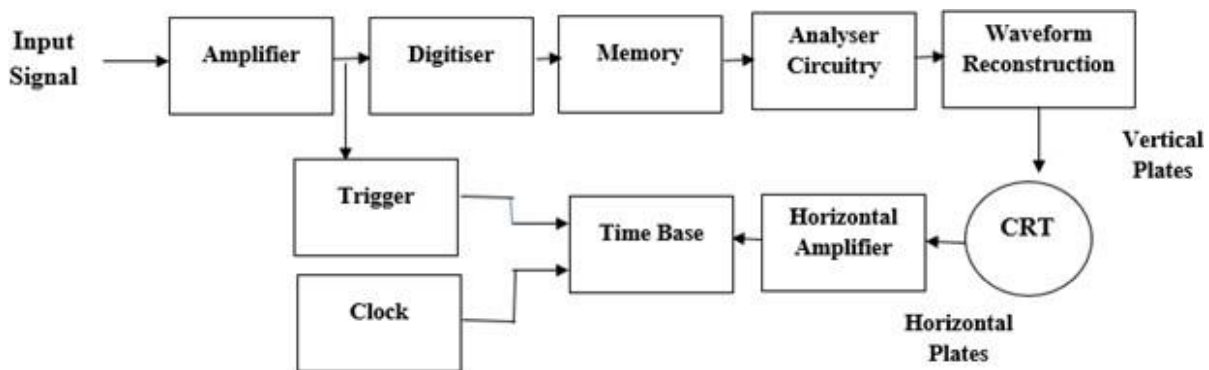 Input
Signal
Amplifier
Digitiser
Memory
Analyser
Circuitry
Waveform
Reconstruction
Vertical
Plates
Trigger
Time Base
Horizontal
Amplifier
CRT
Clock
Horizontal
Plates